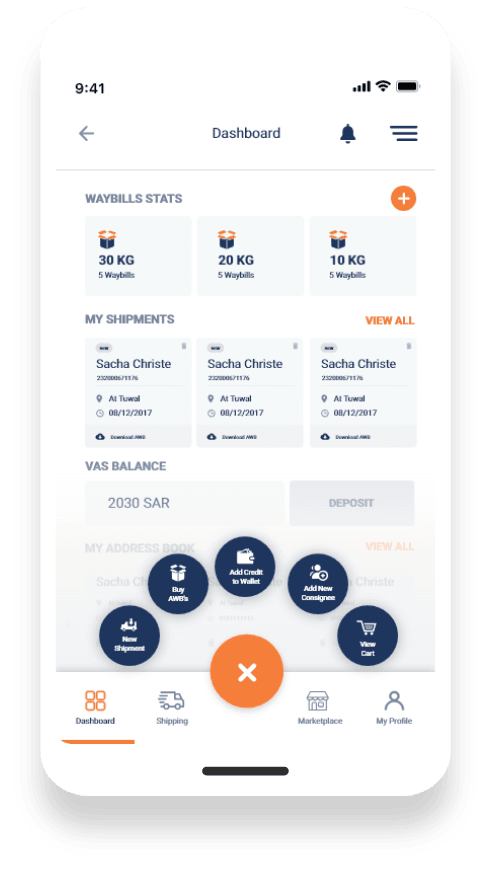 9:41
Dashboard
WAYBILLS STATS
30 KG
5 Waybills
20 KG
5 Waybills
10 KG
5 Waybills
MY SHIPMENTS
VIEW ALL
NEW
Sacha Christe
232000671176
At Tuwal
08/12/2017
Download AWB
NEW
Sacha Christe
232000671176
At Tuwal
08/12/2017
Download AWB
NEW
Sacha Christe
232000671176
At Tuwal
08/12/2017
Download AWB
VAS BALANCE
2030 SAR
DEPOSIT
MY ADDRESS BOOK
VIEW ALL
New
Shipment
Buy
AWB's
Add Credit
to Wallet
Add New
Consignee
View
Cart
Dashboard
Shipping
Marketplace
My Profile